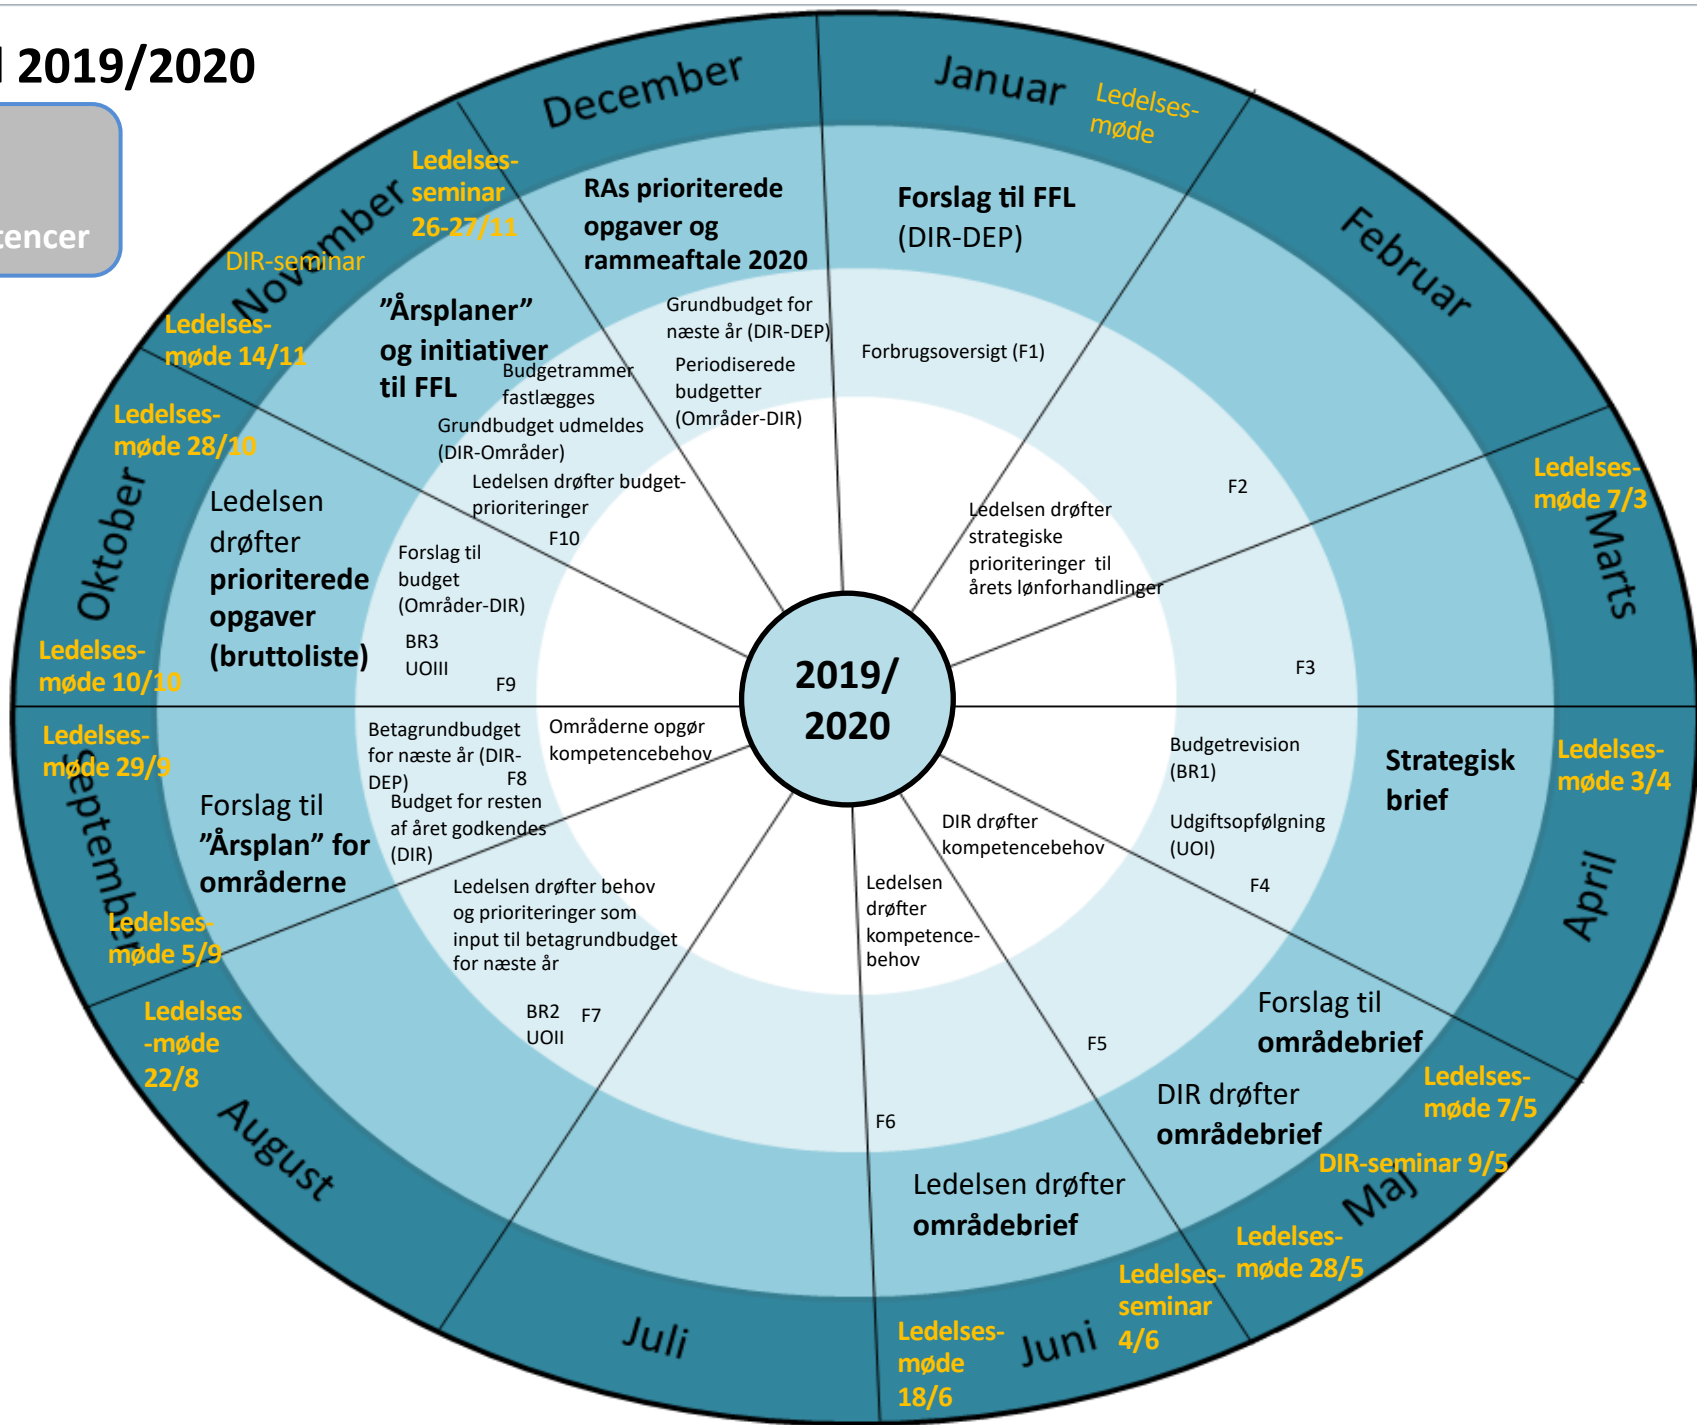 2019/2020
December
Januar
Ledelses-
møde
Februar
Ledelses-
møde 7/3
Marts
Ledelses-
møde 3/4
April
Ledelses-
møde 7/5
DIR-seminar 9/5
Maj
Ledelses-
møde 28/5
Ledelses-
seminar
4/6
Juni
Ledelses-
møde
18/6
Juli
August
Ledelses
-møde
22/8
Ledelses-
møde 5/9
September
Ledelses-
møde 29/9
Ledelses-
møde 10/10
Oktober
Ledelses-
møde 28/10
Ledelses-
møde 14/11
November
DIR-seminar
Ledelses-
seminar
26-27/11
RAs prioriterede
opgaver og
rammeaftale 2020
Forslag til FFL
(DIR-DEP)
Strategisk
brief
Forslag til
områdebrief
DIR drøfter
områdebrief
Ledelsen drøfter
områdebrief
Forslag til
”Årsplan” for
områderne
Ledelsen
drøfter
prioriterede
opgaver
(bruttoliste)
”Årsplaner”
og initiativer
til FFL
Grundbudget for
næste år (DIR-DEP)
Periodiserede
budgetter
(Områder-DIR)
Forbrugsoversigt (F1)
F2
F3
Budgetrevision
(BR1)
Udgiftsopfølgning
(UOI)
F4
F5
F6
Ledelsen drøfter behov
og prioriteringer som
input til betagrundbudget
for næste år
BR2
UOII
F7
Betagrundbudget
for næste år (DIR-
DEP)
F8
Budget for resten
af året godkendes
(DIR)
Forslag til
budget
(Områder-DIR)
BR3
UOIII
F9
Budgetrammer
fastlægges
Grundbudget udmeldes
(DIR-Områder)
Ledelsen drøfter budget-
prioriteringer
F10
Ledelsen drøfter
strategiske
prioriteringer til
årets lønforhandlinger
DIR drøfter
kompetencebehov
Ledelsen
drøfter
kompetence-
behov
Områderne opgør
kompetencebehov
2019/
2020